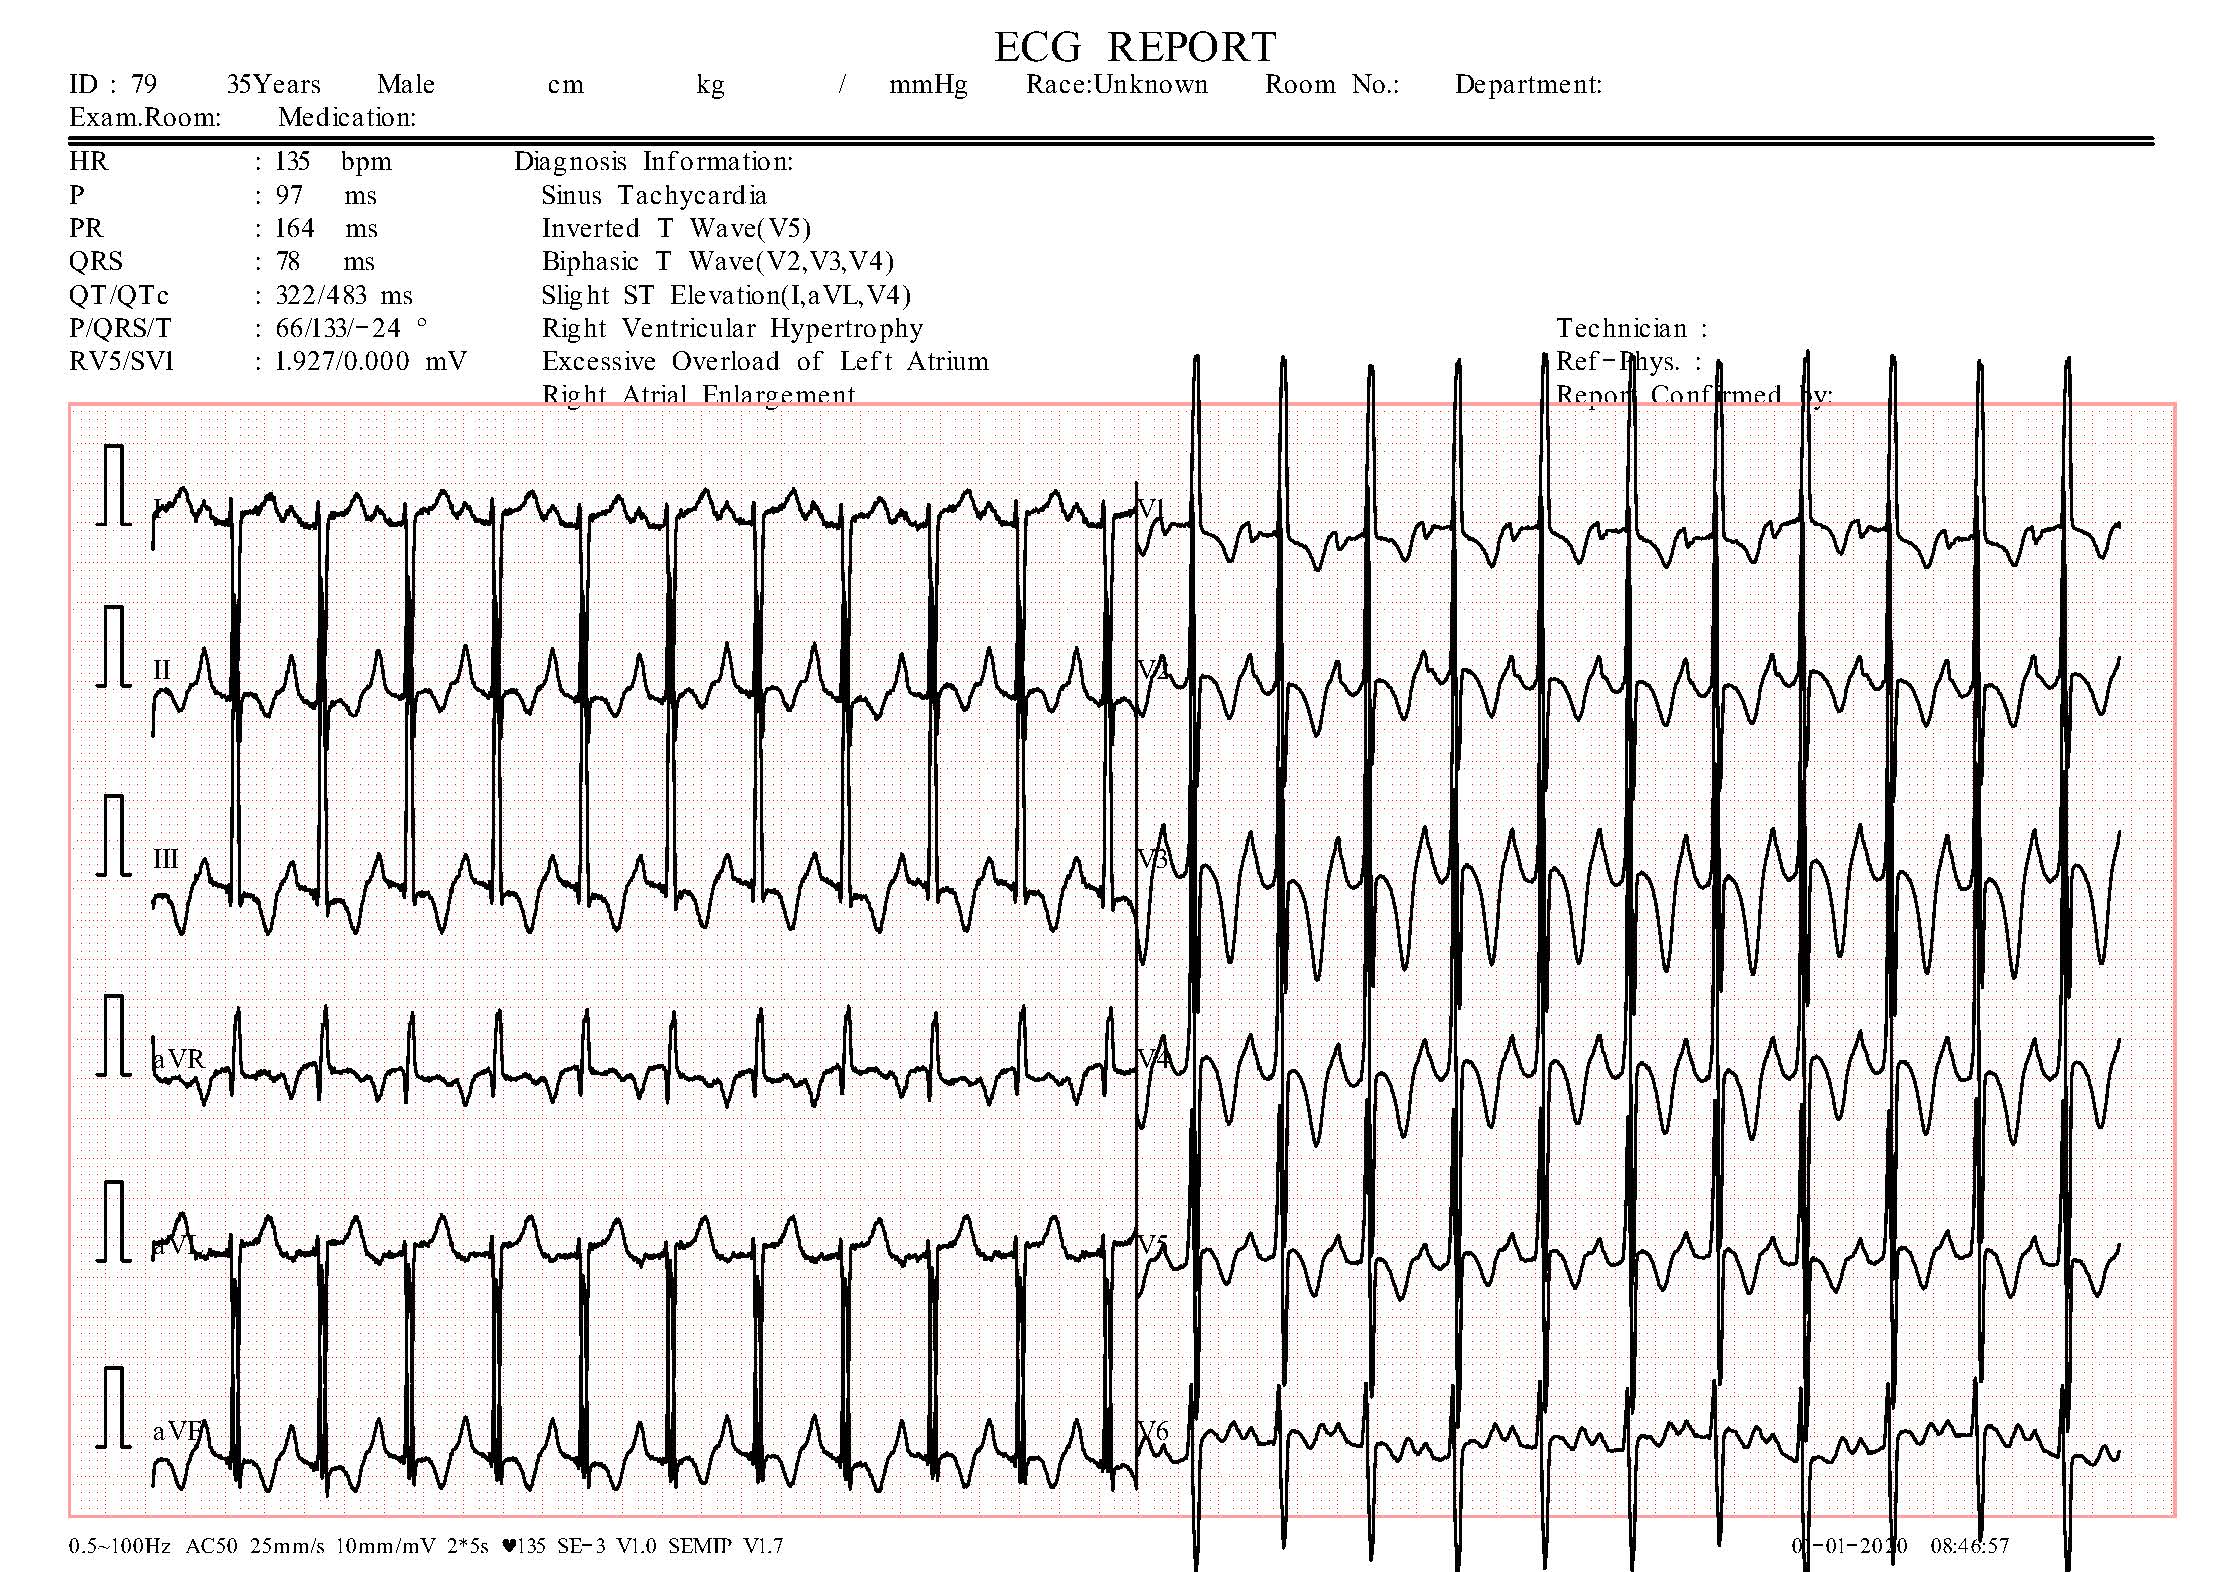 ECG REPORT
ID : 79 35Years Male cm kg / mmHg Race:Unknown Room No.: Department:
Exam.Room: Medication:
HR : 135 bpm
P : 97 ms
PR : 164 ms
QRS : 78 ms
QT/QTc : 322/483 ms
P/QRS/T : 66/133/-24 °
RV5/SV1 : 1.927/0.000 mV
Diagnosis Information:
Sinus Tachycardia
Inverted T Wave(V5)
Biphasic T Wave(V2,V3,V4)
Slight ST Elevation(I,aVL,V4)
Right Ventricular Hypertrophy
Excessive Overload of Left Atrium
Right Atrial Enlargement
Technician :
Ref-Phys. :
Report Confirmed by:
I
II
III
aVR
aVL
aVF
V1
V2
V3
V4
V5
V6
0.5~100Hz AC50 25mm/s 10mm/mV 2*5s ♥135 SE-3 V1.0 SEMIP V1.7
01-01-2020 08:46:57